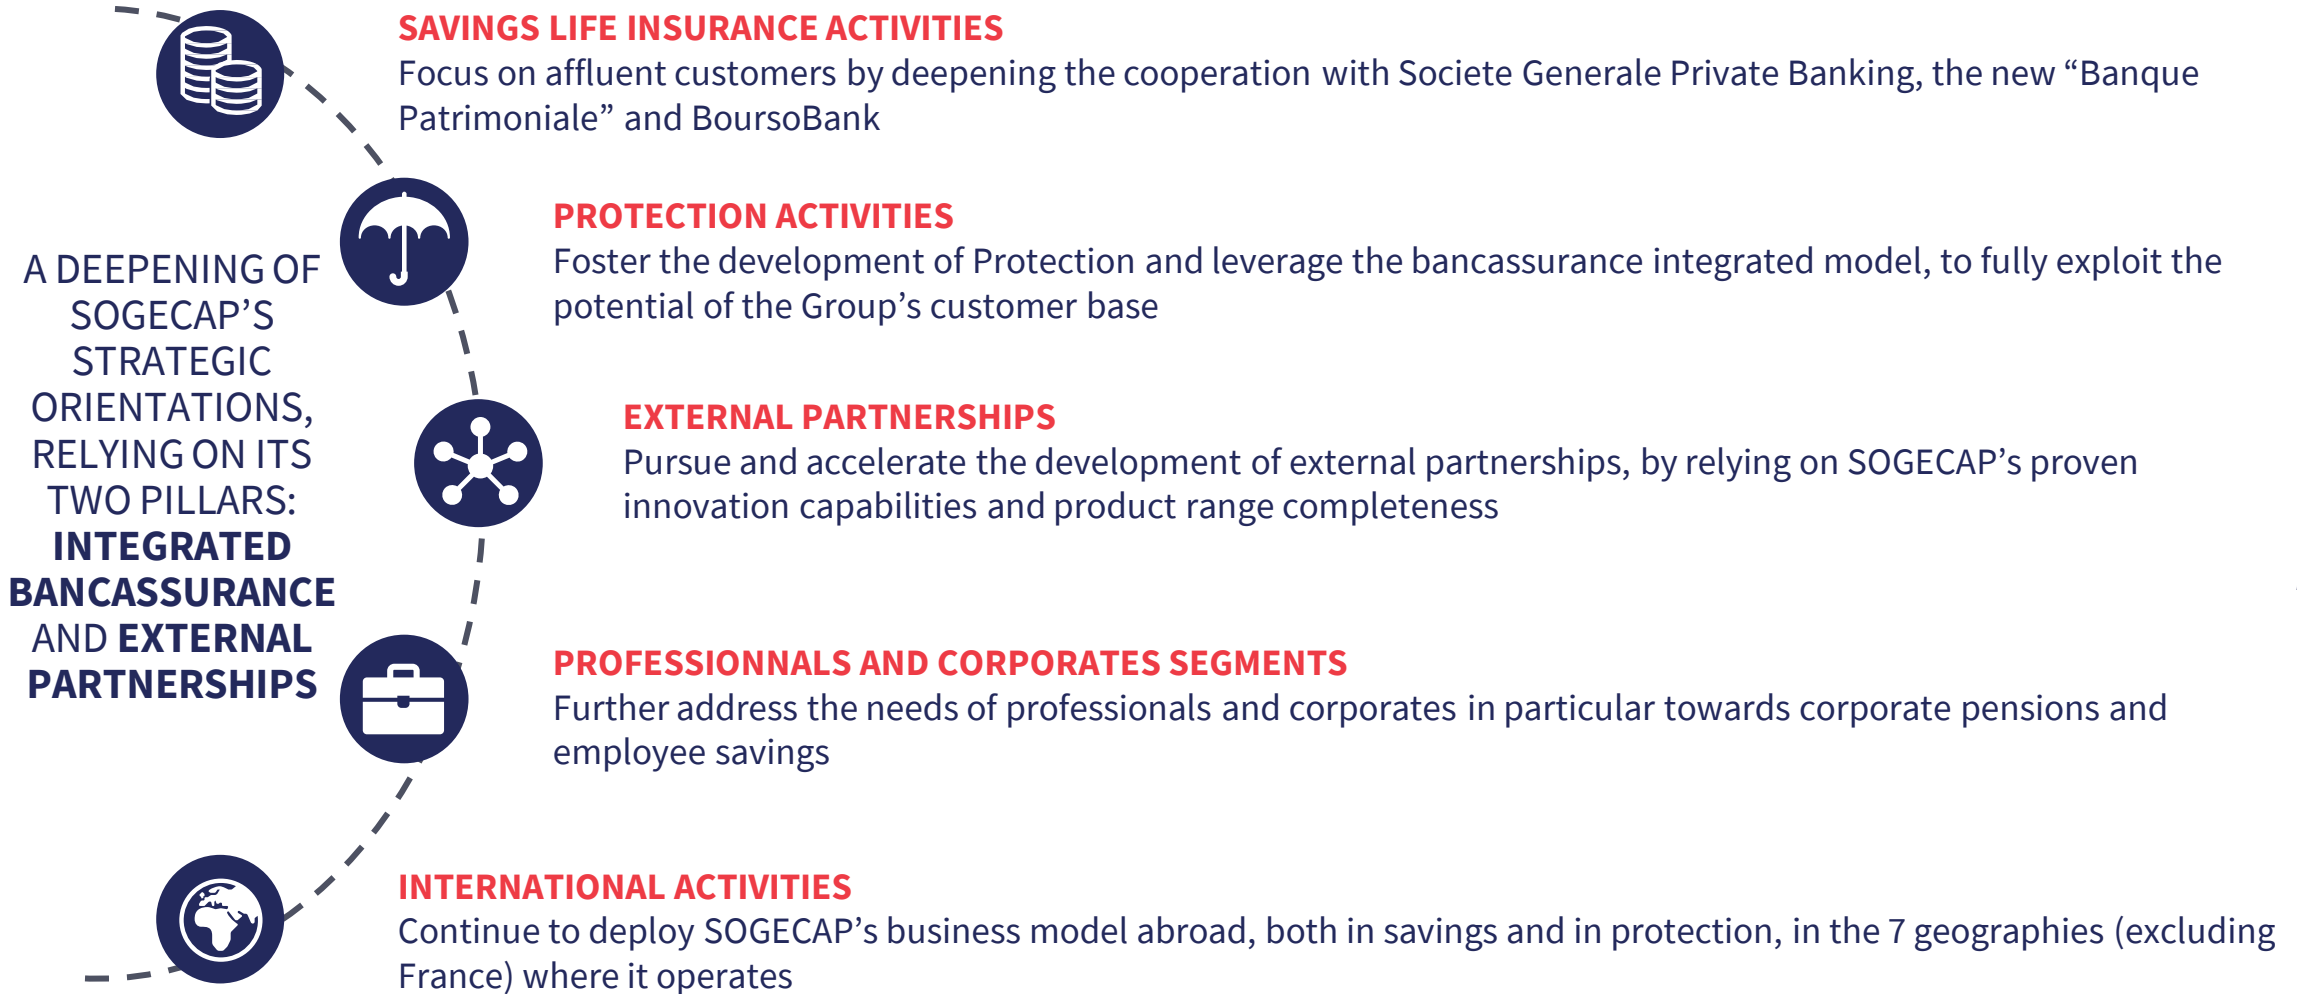 A DEEPENING OF
SOGECAP’S
STRATEGIC
ORIENTATIONS,
RELYING ON ITS
TWO PILLARS:
INTEGRATED
BANCASSURANCE
AND EXTERNAL
PARTNERSHIPS
SAVINGS LIFE INSURANCE ACTIVITIES
Focus on affluent customers by deepening the cooperation with Societe Generale Private Banking, the new “Banque
Patrimoniale” and BoursoBank
PROTECTION ACTIVITIES
Foster the development of Protection and leverage the bancassurance integrated model, to fully exploit the
potential of the Group’s customer base
EXTERNAL PARTNERSHIPS
Pursue and accelerate the development of external partnerships, by relying on SOGECAP’s proven
innovation capabilities and product range completeness
PROFESSIONNALS AND CORPORATES SEGMENTS
Further address the needs of professionals and corporates in particular towards corporate pensions and
employee savings
INTERNATIONAL ACTIVITIES
Continue to deploy SOGECAP’s business model abroad, both in savings and in protection, in the 7 geographies (excluding
France) where it operates